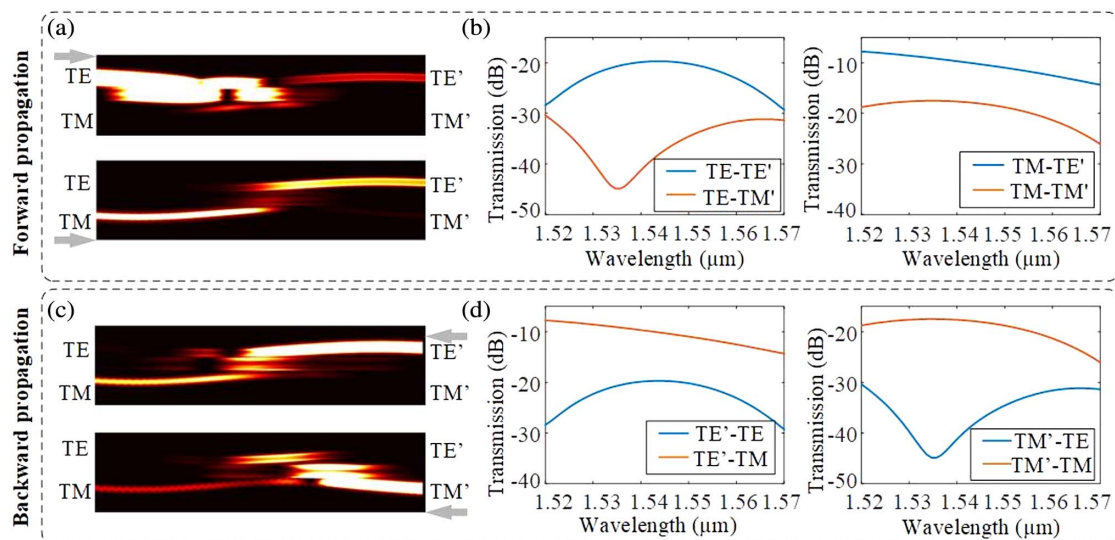 Forward propagation
(a)
TE
TM
TE’
TM’
TE
TM
TE’
TM’
(b)
Transmission (dB)
-20
-30
-40
-50
TE-TE'
TE-TM'
1.52 1.53 1.54 1.55 1.56 1.57
Wavelength (µm)
Transmission (dB)
-10
-20
-30
-40
TM-TE'
TM-TM'
1.52 1.53 1.54 1.55 1.56 1.57
Wavelength (µm)
Backward propagation
(c)
TE
TM
TE’
TM’
TE
TM
TE’
TM’
(d)
Transmission (dB)
-10
-20
-30
-40
TE’-TE
TE’-TM
1.52 1.53 1.54 1.55 1.56 1.57
Wavelength (µm)
Transmission (dB)
-20
-30
-40
-50
TM’-TE
TM’-TM
1.52 1.53 1.54 1.55 1.56 1.57
Wavelength (µm)